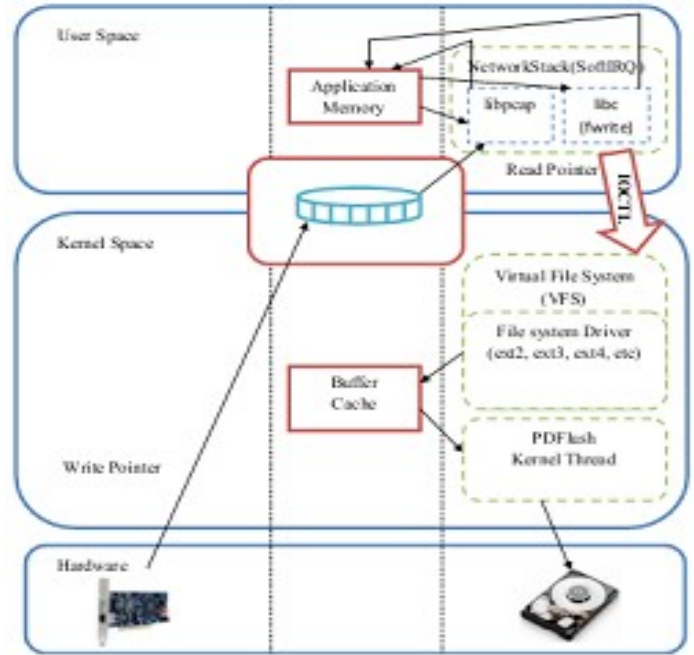 User Space
NetworkStack(SoftIRQ)
Application
Memory
libpcap
libc
(fwrite)
Read Pointer
IOCTL
Kernel Space
Virtual File System
(VFS)
File system Driver
(ext2, ext3, ext4, etc)
Buffer
Cache
PDFlush
Kernel Thread
Write Pointer
Hardware